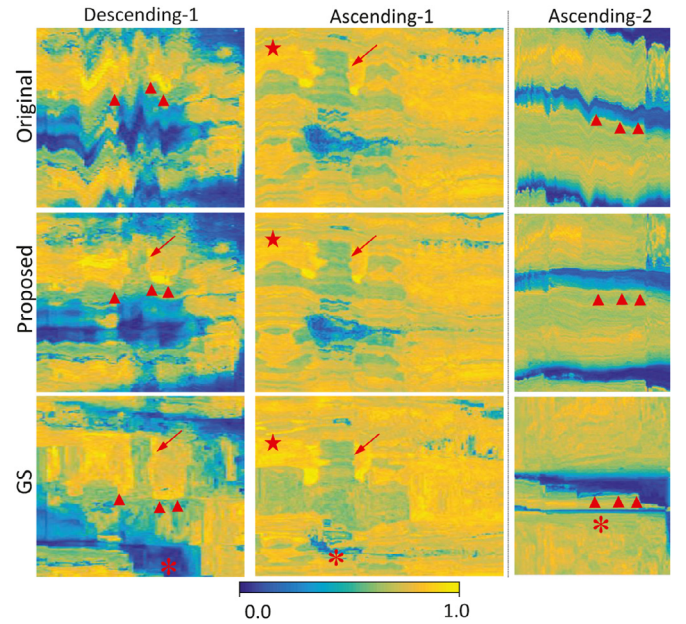 Descending-1
Ascending-1
Ascending-2
Original
Proposed
GS
0.0
1.0